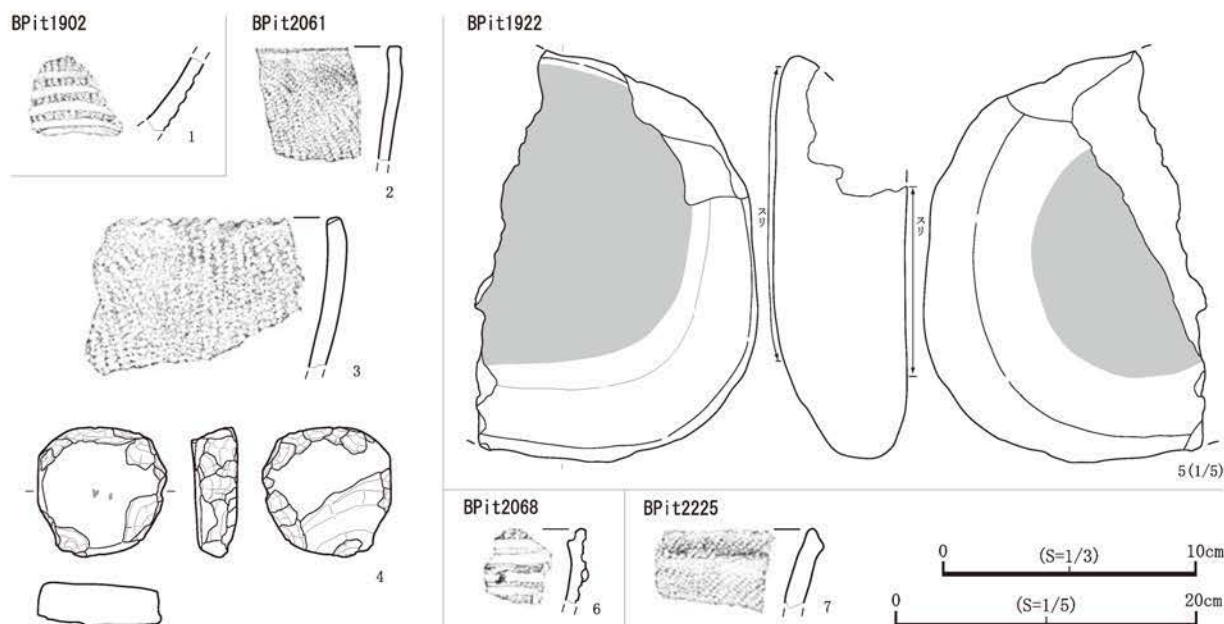 BPit1902
1
BPit2061
2
3
4
BPit1922
スリ
スリ
5(1/5)
BPit2068
6
BPit2225
7
0 (S=1/3) 10cm
0 (S=1/5) 20cm